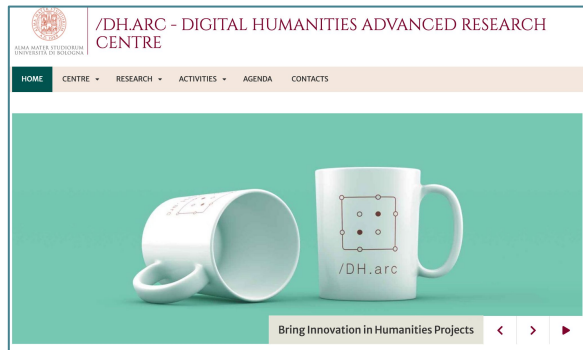 /DH.ARC - DIGITAL HUMANITIES ADVANCED RESEARCH
CENTRE
ALMA MATER STUDIORUM
UNIVERSITÀ DI BOLOGNA
HOME CENTRE RESEARCH ACTIVITIES AGENDA CONTACTS
/DH.arc
Bring Innovation in Humanities Projects